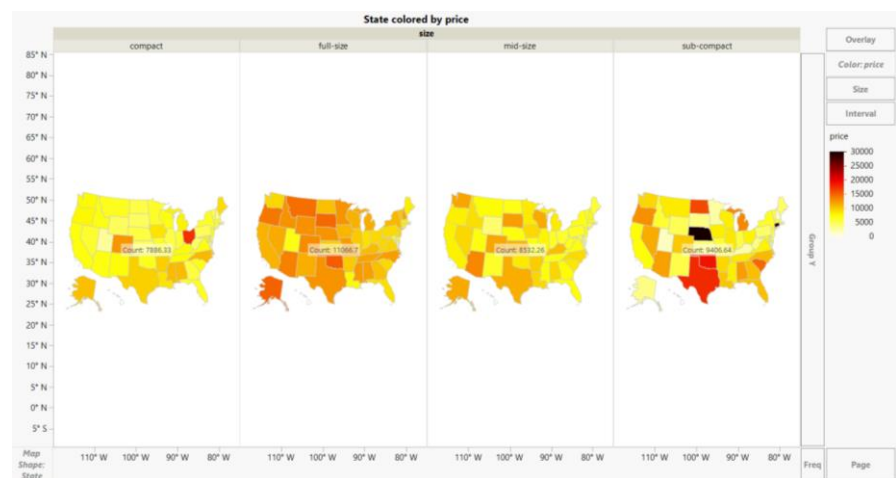 State colored by price
size
compact full-size mid-size sub-compact
Overlay
Color: price
Size
Interval
price
30000
25000
20000
15000
10000
5000
0
85° N
80° N
75° N
70° N
65° N
60° N
55° N
50° N
45° N
40° N
35° N
30° N
25° N
20° N
15° N
10° N
5° N
0° N
5° S
Count: 7886.33 Count: 11066.7 Count: 8532.26 Count: 9406.64
Group Y
110° W 100° W 90° W 80° W 110° W 100° W 90° W 80° W 110° W 100° W 90° W 80° W 110° W 100° W 90° W 80° W
Map
Shape:
State
Freq
Page